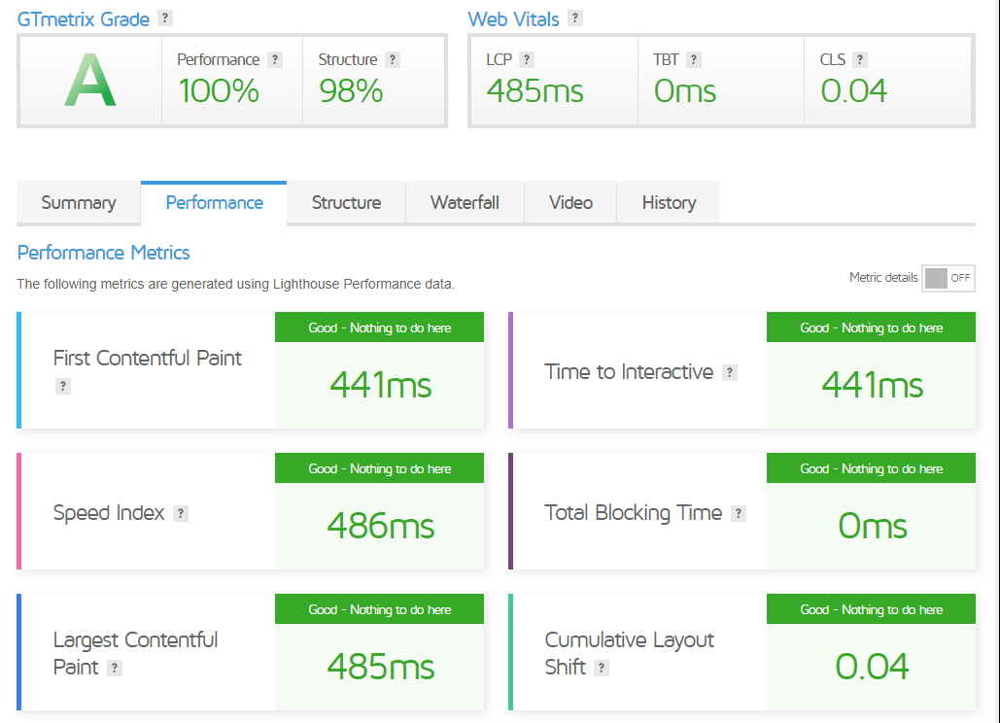 GTmetrix Grade ?
Web Vitals ?
A
Performance ?
100%
Structure ?
98%
LCP ?
485ms
TBT ?
0ms
CLS ?
0.04
Summary Performance Structure Waterfall Video History
Performance Metrics
The following metrics are generated using Lighthouse Performance data.
Metric details OFF
First Contentful Paint
?
Good - Nothing to do here
441ms
Time to Interactive ?
Good - Nothing to do here
441ms
Speed Index ?
Good - Nothing to do here
486ms
Total Blocking Time ?
Good - Nothing to do here
0ms
Largest Contentful
Paint ?
Good - Nothing to do here
485ms
Cumulative Layout
Shift ?
Good - Nothing to do here
0.04